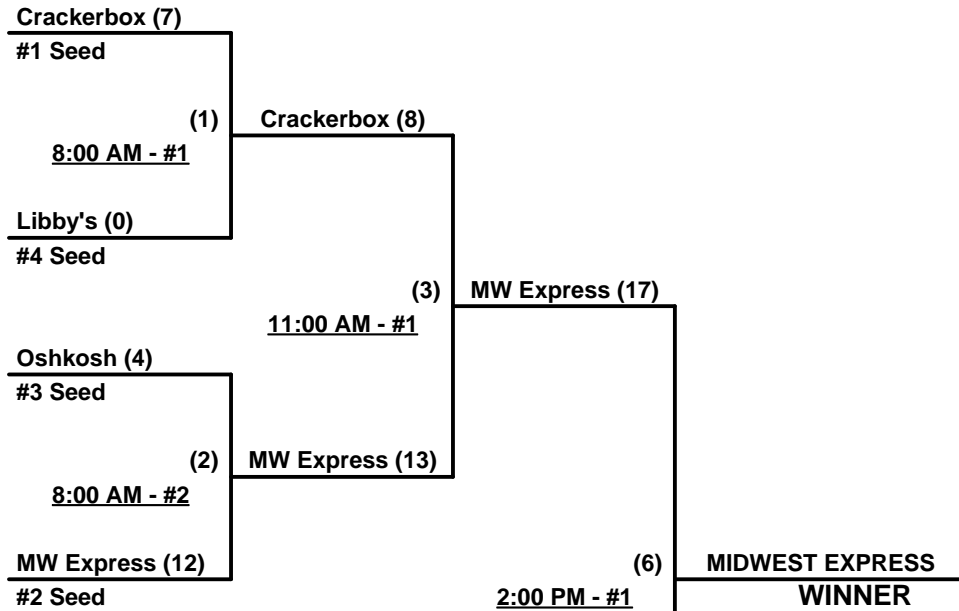 Crackerbox (7)
#1 Seed
(1)
Crackerbox (8)
8:00 AM - #1
Libby's (0)
#4 Seed
(3)
MW Express (17)
11:00 AM - #1
Oshkosh (4)
#3 Seed
(2)
MW Express (13)
8:00 AM - #2
MW Express (12)
#2 Seed
(6)
MIDWEST EXPRESS
2:00 PM - #1
WINNER